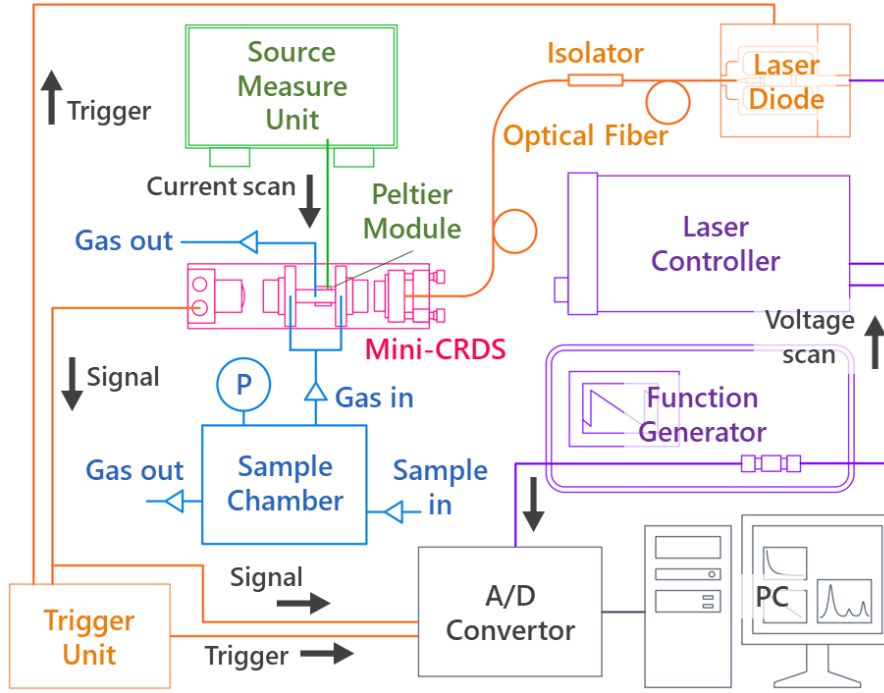 Source
Measure
Unit
Isolator
Laser
Diode
Trigger
Optical Fiber
Current scan
Peltier
Module
Gas out
Laser
Controller
Mini-CRDS
Voltage
scan
Signal
P
Gas in
Function
Generator
Gas out
Sample
Chamber
Sample
in
Signal
A/D
Convertor
PC
Trigger
Unit
Trigger